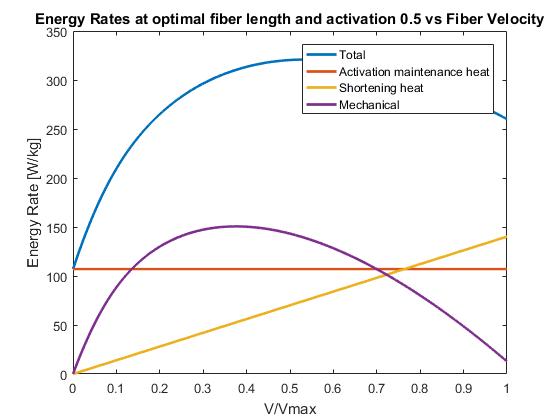 Energy Rates at optimal fiber length and activation 0.5 vs Fiber Velocity
350
300
250
200
150
100
50
0
Energy Rate [W/kg]
Total
Activation maintenance heat
Shortening heat
Mechanical
0 0.1 0.2 0.3 0.4 0.5 0.6 0.7 0.8 0.9 1
V/Vmax